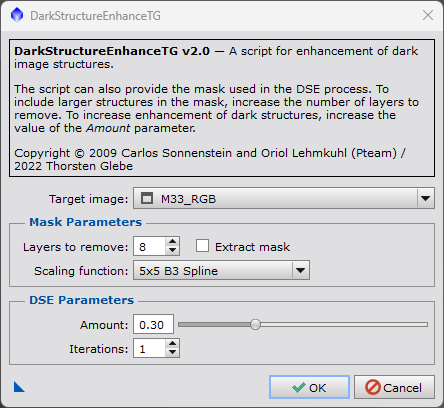 DarkStructureEnhanceTG
DarkStructureEnhanceTG v2.0 — A script for enhancement of dark
image structures.
The script can also provide the mask used in the DSE process. To
include larger structures in the mask, increase the number of layers to
remove. To increase enhancement of dark structures, increase the
value of the Amount parameter.
Copyright © 2009 Carlos Sonnenstein and Oriol Lehmkuhl (Pteam) /
2022 Thorsten Glebe
Target image: M33_RGB
Mask Parameters
Layers to remove: 8 Extract mask
Scaling function: 5x5 B3 Spline
DSE Parameters
Amount: 0.30
Iterations: 1
OK Cancel